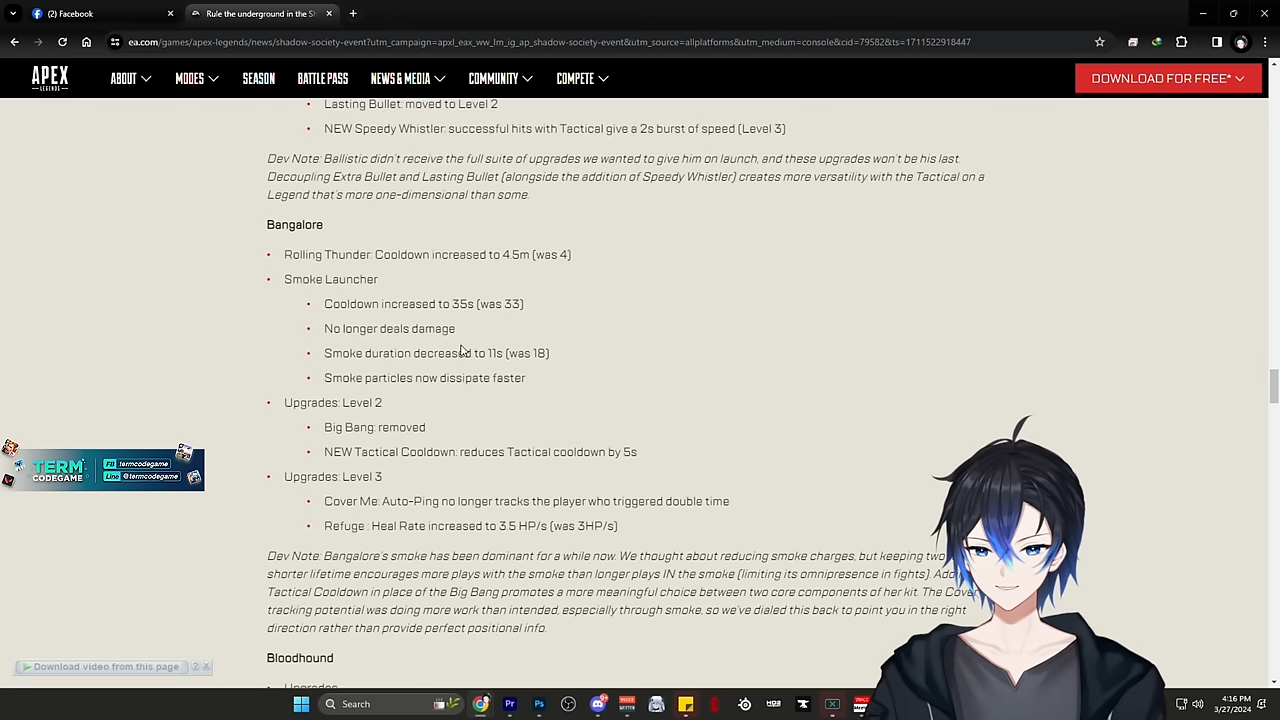 (2) Facebook
Rule the underground in the Sh
ea.com/games/apex-legends/news/shadow-society-event?utm_campaign=apxl_eax_ww_lm_ig_ap_shadow-society-event&utm_source=allplatforms&utm_medium=console&cid=79582&ts=1711522918447
APEX
LEGENDS
ABOUT
MODES
SEASON
BATTLE PASS
NEWS & MEDIA
COMMUNITY
COMPETE
DOWNLOAD FOR FREE*
• Lasting Bullet: moved to Level 2
• NEW Speedy Whistler: successful hits with Tactical give a 2s burst of speed (Level 3)
Dev Note: Ballistic didn't receive the full suite of upgrades we wanted to give him on launch, and these upgrades won't be his last.
Decoupling Extra Bullet and Lasting Bullet (alongside the addition of Speedy Whistler) creates more versatility with the Tactical on a
Legend that's more one-dimensional than some.
Bangalore
• Rolling Thunder: Cooldown increased to 4.5m (was 4)
• Smoke Launcher
• Cooldown increased to 35s (was 33)
• No longer deals damage
• Smoke duration decreased to 11s (was 18)
• Smoke particles now dissipate faster
• Upgrades: Level 2
• Big Bang: removed
• NEW Tactical Cooldown: reduces Tactical cooldown by 5s
• Upgrades: Level 3
• Cover Me: Auto-Ping no longer tracks the player who triggered double time
• Refuge : Heal Rate increased to 3.5 HP/s (was 3HP/s)
Dev Note: Bangalore's smoke has been dominant for a while now. We thought about reducing smoke charges, but keeping two
shorter lifetime encourages more plays with the smoke than longer plays IN the smoke (limiting its omnipresence in fights).
Tactical Cooldown in place of the Big Bang promotes a more meaningful choice between two core components of her kit. The
tracking potential was doing more work than intended, especially through smoke, so we've dialed this back to point you in the right
direction rather than provide perfect positional info.
Bloodhound
• Upgrades
TERM
CODEGAME
FB termcodegame
Line @termcodegame
Download video from this page ? x
Search
Pr
Ps
4:16 PM
3/27/2024